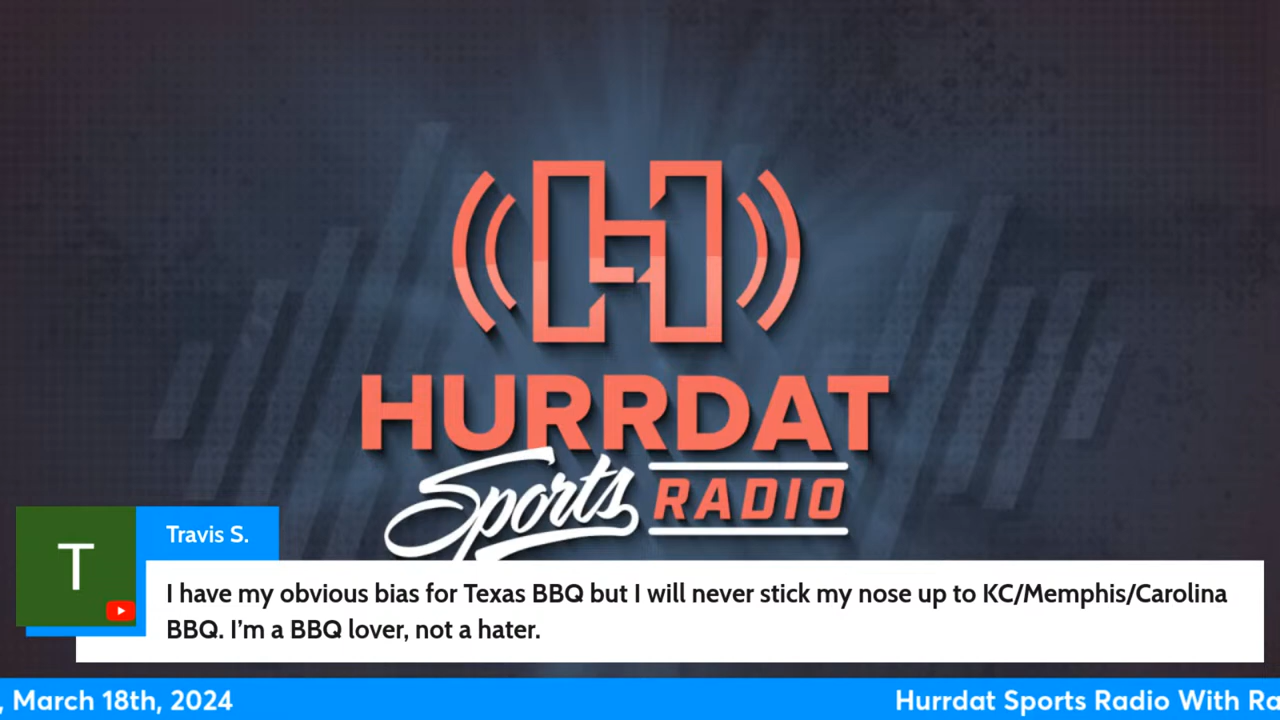 H
HURRDAT
Sports RADIO
T
Travis S.
I have my obvious bias for Texas BBQ but I will never stick my nose up to KC/Memphis/Carolina
BBQ. I’m a BBQ lover, not a hater.
, March 18th, 2024
Hurrdat Sports Radio With